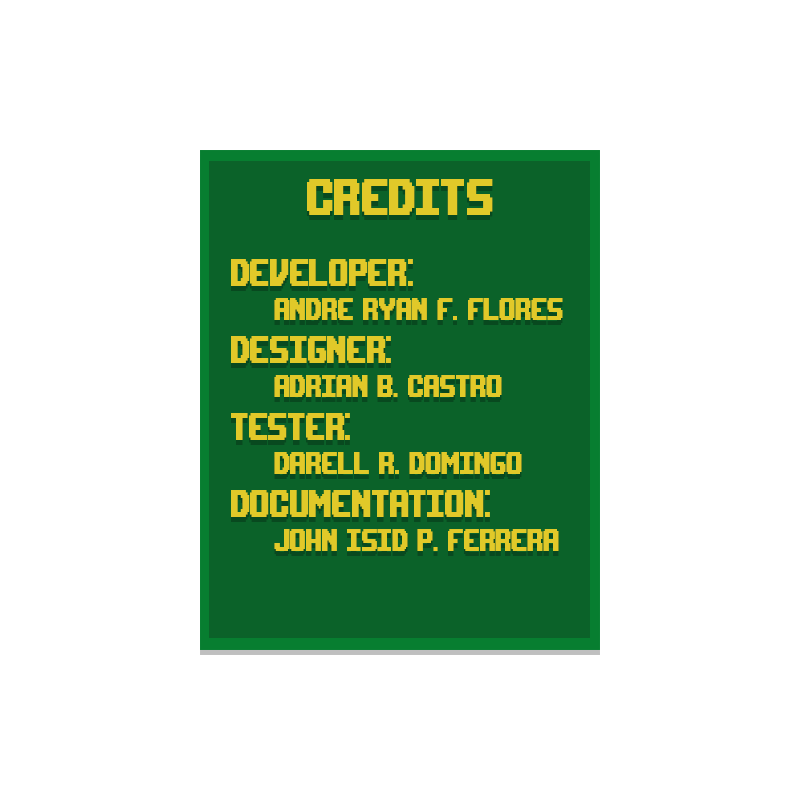 CREDITS
DEVELOPER:
ANDRE RYAN F. FLORES
DESIGNER:
ADRIAN B. CASTRO
TESTER:
DARELL R. DOMINGO
DOCUMENTATION:
JOHN ISID P. FERRERA